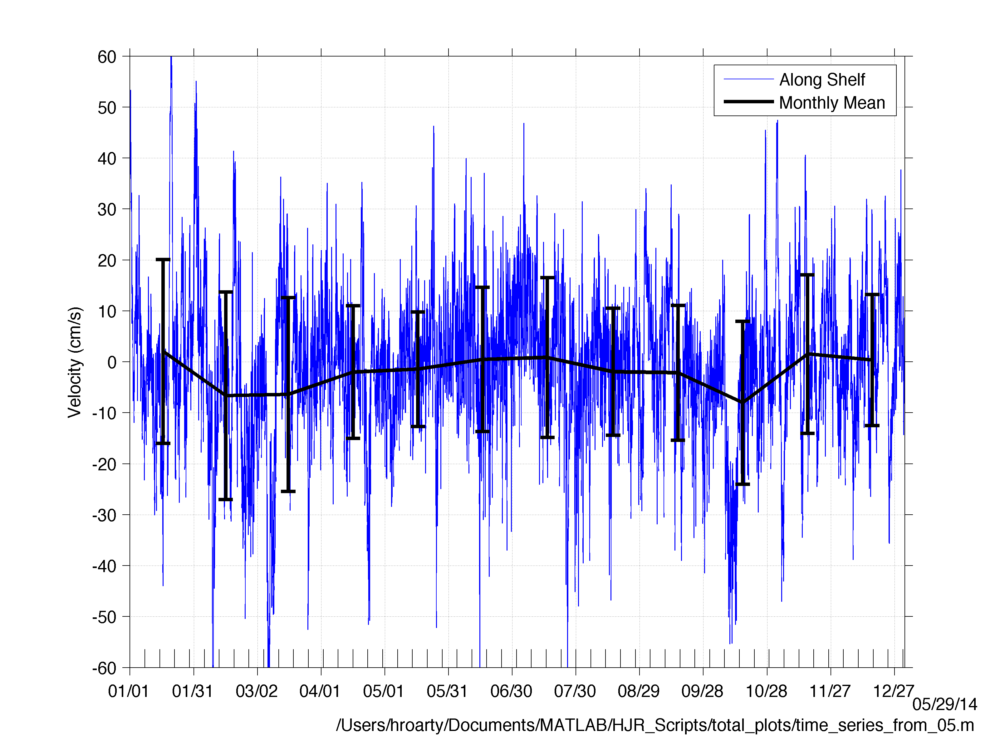 60
50
40
30
20
10
0
-10
-20
-30
-40
-50
-60
Velocity (cm/s)
Along Shelf
Monthly Mean
01/01 01/31 03/02 04/01 05/01 05/31 06/30 07/30 08/29 09/28 10/28 11/27 12/27
05/29/14
/Users/hroarty/Documents/MATLAB/HJR_Scripts/total_plots/time_series_from_05.m